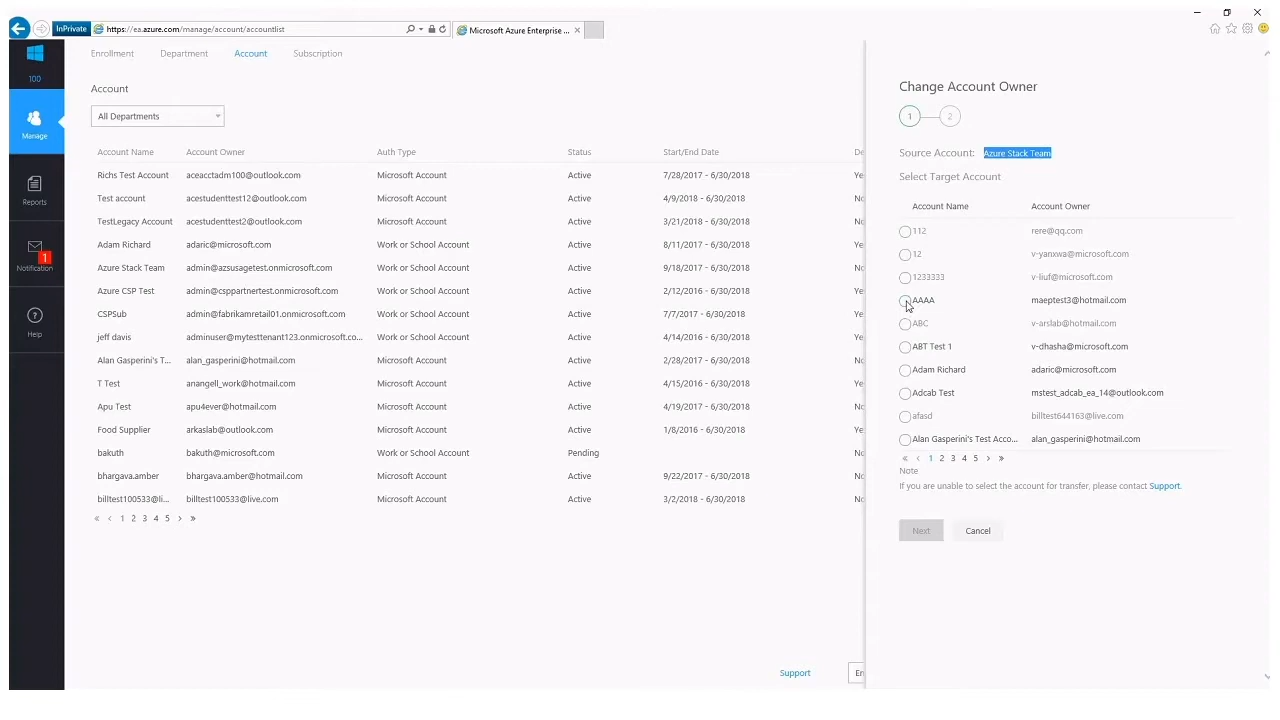 InPrivate https://ea.azure.com/manage/account/accountlist Microsoft Azure Enterprise ...
100
Manage
Reports
1
Notification
Help
Enrollment Department Account Subscription
Account
All Departments
Account Name Account Owner Auth Type Status Start/End Date De
Richs Test Account aceacctadm100@outlook.com Microsoft Account Active 7/28/2017 - 6/30/2018 Ye
Test account acestudenttest12@outlook.com Microsoft Account Active 4/9/2018 - 6/30/2018 No
TestLegacy Account acestudenttest2@outlook.com Microsoft Account Active 3/21/2018 - 6/30/2018 No
Adam Richard adaric@microsoft.com Work or School Account Active 8/11/2017 - 6/30/2018 Ye
Azure Stack Team admin@azsusagetest.onmicrosoft.com Work or School Account Active 9/18/2017 - 6/30/2018 No
Azure CSP Test admin@csppartnertest.onmicrosoft.com Work or School Account Active 2/12/2016 - 6/30/2018 Ye
CSPSub admin@fabrikamretail01.onmicrosoft.com Work or School Account Active 7/7/2017 - 6/30/2018 Ye
jeff davis adminuser@mytesttenant123.onmicrosoft.co... Work or School Account Active 4/14/2016 - 6/30/2018 Ye
Alan Gasperini's T... alan_gasperini@hotmail.com Microsoft Account Active 2/28/2017 - 6/30/2018 No
T Test anangell_work@hotmail.com Microsoft Account Active 4/15/2016 - 6/30/2018 Ye
Apu Test apu4ever@hotmail.com Microsoft Account Active 4/19/2017 - 6/30/2018 No
Food Supplier arkaslab@outlook.com Microsoft Account Active 1/8/2016 - 6/30/2018 Ye
bakuth bakuth@microsoft.com Work or School Account Pending No
bhargava.amber bhargava.amber@hotmail.com Microsoft Account Active 9/22/2017 - 6/30/2018 No
billtest100533@li... billtest100533@live.com Microsoft Account Active 3/2/2018 - 6/30/2018 No
« ‹ 1 2 3 4 5 › »
Support En
Change Account Owner
1 2
Source Account: Azure Stack Team
Select Target Account
Account Name Account Owner
112 rere@qq.com
12 v-yanxwa@microsoft.com
1233333 v-liuf@microsoft.com
AAAA maeptest3@hotmail.com
ABC v-arslab@hotmail.com
ABT Test 1 v-dhasha@microsoft.com
Adam Richard adaric@microsoft.com
Adcab Test mstest_adcab_ea_14@outlook.com
afasd billtest644163@live.com
Alan Gasperini's Test Acco... alan_gasperini@hotmail.com
« ‹ 1 2 3 4 5 › »
Note
If you are unable to select the account for transfer, please contact Support.
Next Cancel